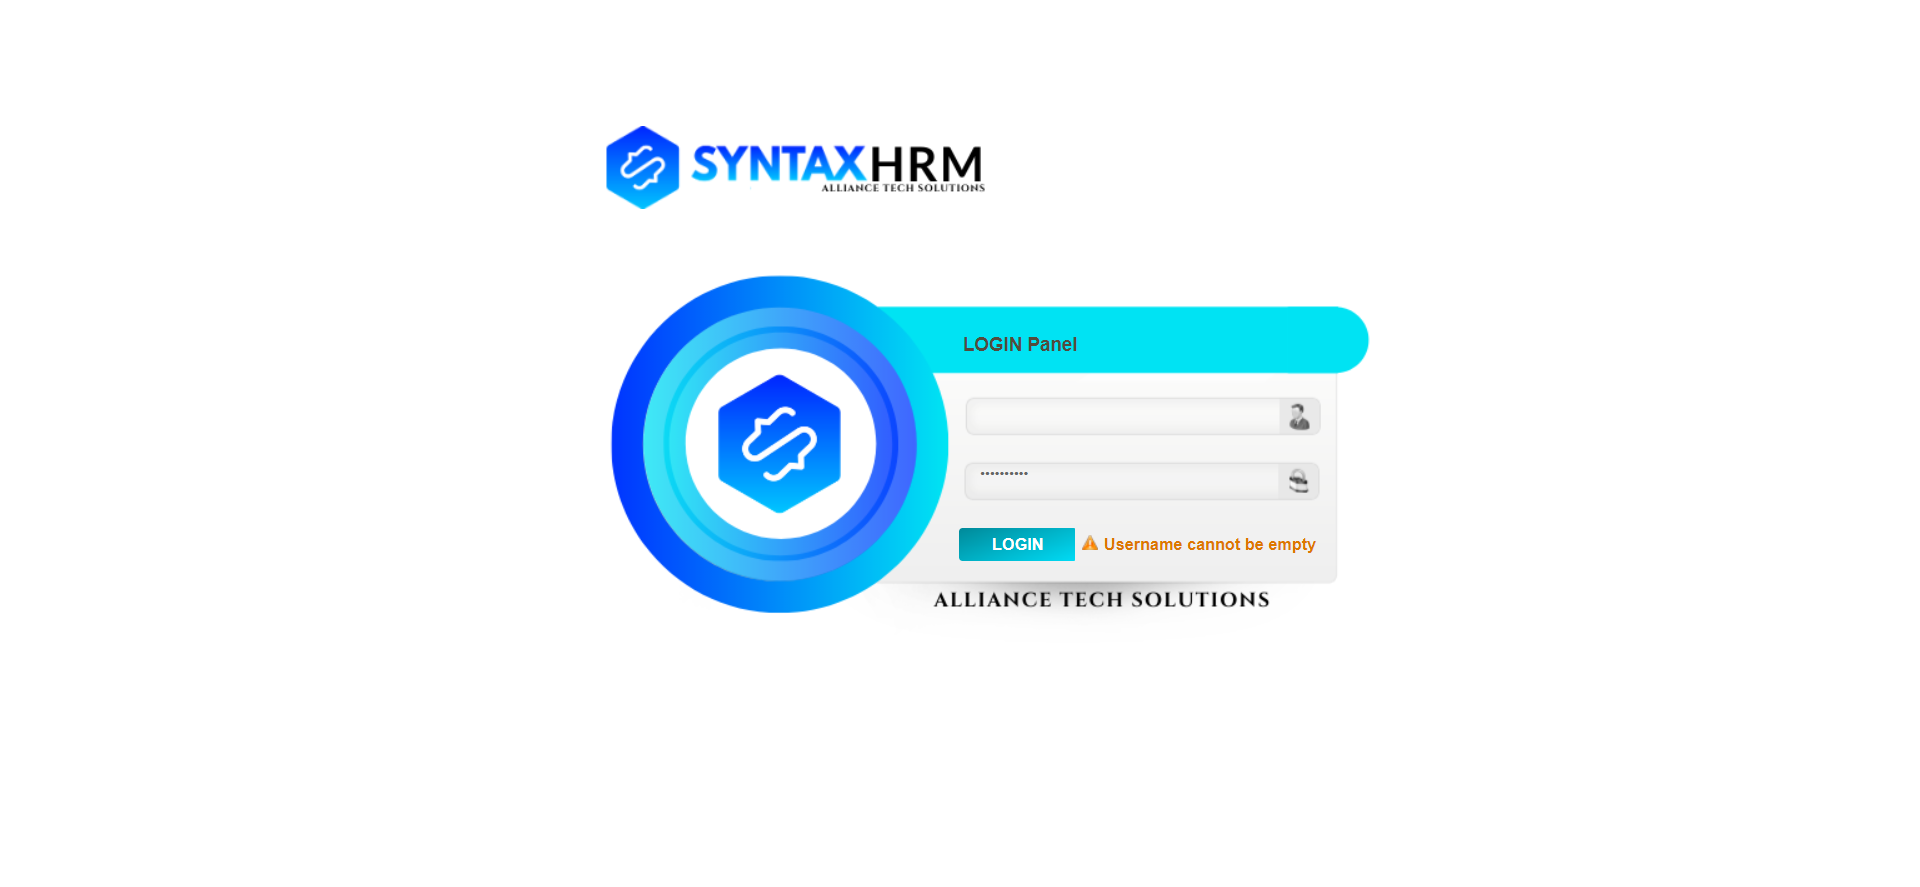 SYNTAXHRM
ALLIANCE TECH SOLUTIONS
LOGIN Panel
••••••••••
LOGIN
Username cannot be empty
ALLIANCE TECH SOLUTIONS